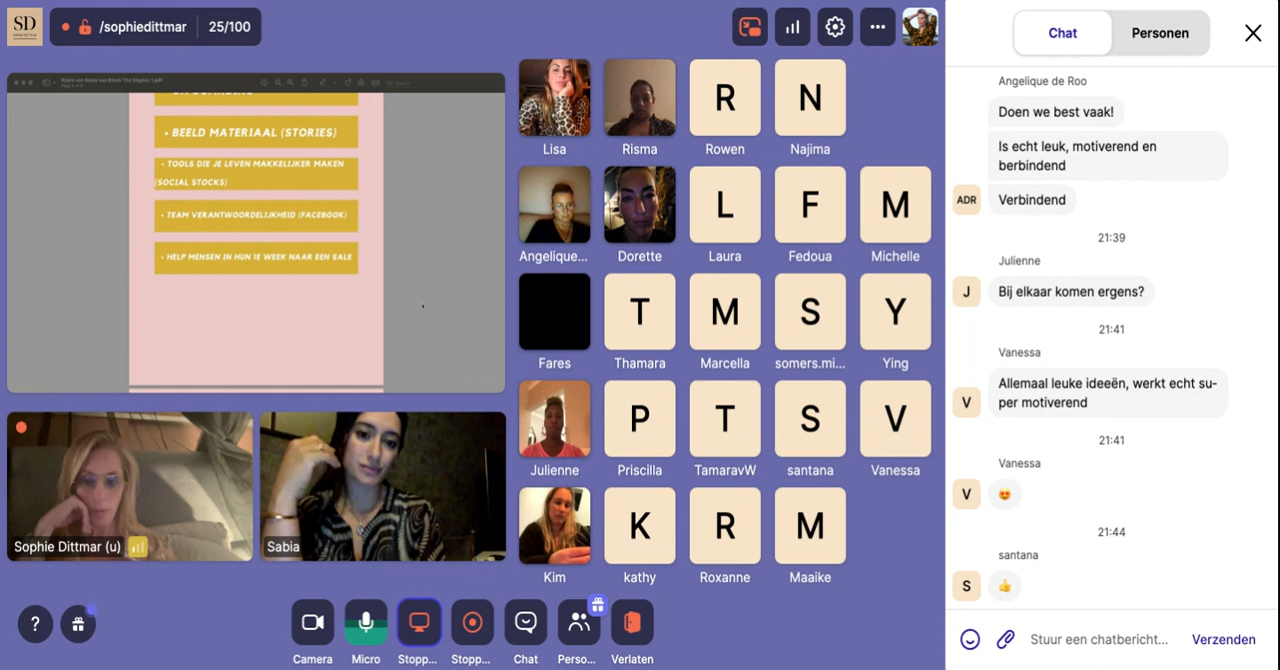 SD
/sophiedittmar
25/100
Chat
Personen
• BEELD MATERIAAL (STORIES)
• TOOLS DIE JE LEVEN MAKKELIJKER MAKEN
(SOCIAL STOCKS)
• TEAM VERANTWOORDELIJKHEID (FACEBOOK)
• HELP MENSEN IN HUN 1E WEEK NAAR EEN SALE
Sophie Dittmar (u)
Sabia
R
N
Lisa
Risma
Rowen
Najima
L
F
M
Angelique...
Dorette
Laura
Fedoua
Michelle
T
M
S
Y
Fares
Thamara
Marcella
somers.mi...
Ying
P
T
S
V
Julienne
Priscilla
TamaravW
santana
Vanessa
K
R
M
Kim
kathy
Roxanne
Maaike
?
Camera
Micro
Stopp...
Stopp...
Chat
Perso...
Verlaten
Angelique de Roo
Doen we best vaak!
Is echt leuk, motiverend en
berbindend
ADR
Verbindend
21:39
Julienne
J
Bij elkaar komen ergens?
21:41
Vanessa
V
Allemaal leuke ideeën, werkt echt su-
per motiverend
21:41
Vanessa
V
😍
21:44
santana
S
👍
Stuur een chatbericht...
Verzenden